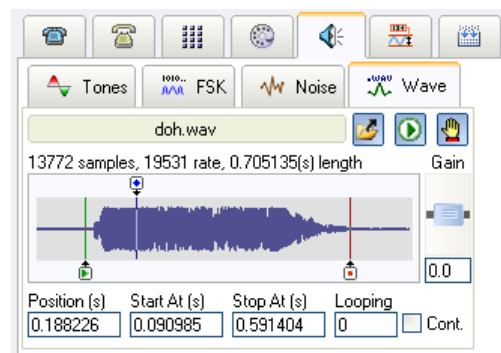 Tones FSK Noise Wave
doh.wav
13772 samples, 19531 rate, 0.705135(s) length Gain
0.0
Position (s) Start At (s) Stop At (s) Looping
0.188226 0.090985 0.591404 0 Cont.